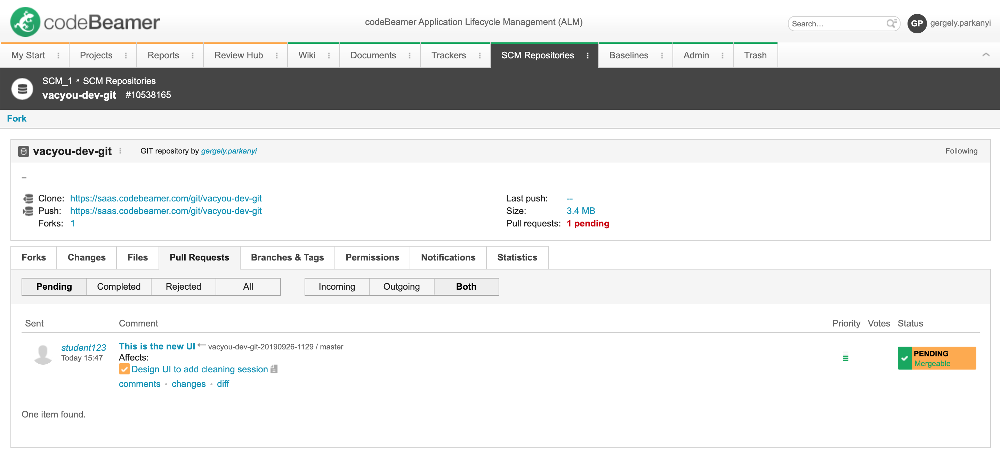 codeBeamer
codeBeamer Application Lifecycle Management (ALM)
Search...
GP gergely.parkanyi
My Start Projects Reports Review Hub Wiki Documents Trackers SCM Repositories Baselines Admin Trash
SCM_1 » SCM Repositories
vacyou-dev-git #10538165
Fork
vacyou-dev-git GIT repository by gergely.parkanyi Following
--
Clone: https://saas.codebeamer.com/git/vacyou-dev-git Last push: --
Push: https://saas.codebeamer.com/git/vacyou-dev-git Size: 3.4 MB
Forks: 1 Pull requests: 1 pending
Forks Changes Files Pull Requests Branches & Tags Permissions Notifications Statistics
Pending Completed Rejected All Incoming Outgoing Both
Sent Comment Priority Votes Status
student123 This is the new UI ← vacyou-dev-git-20190926-1129 / master PENDING
Today 15:47 Affects: Mergeable
Design UI to add cleaning session
comments • changes • diff
One item found.